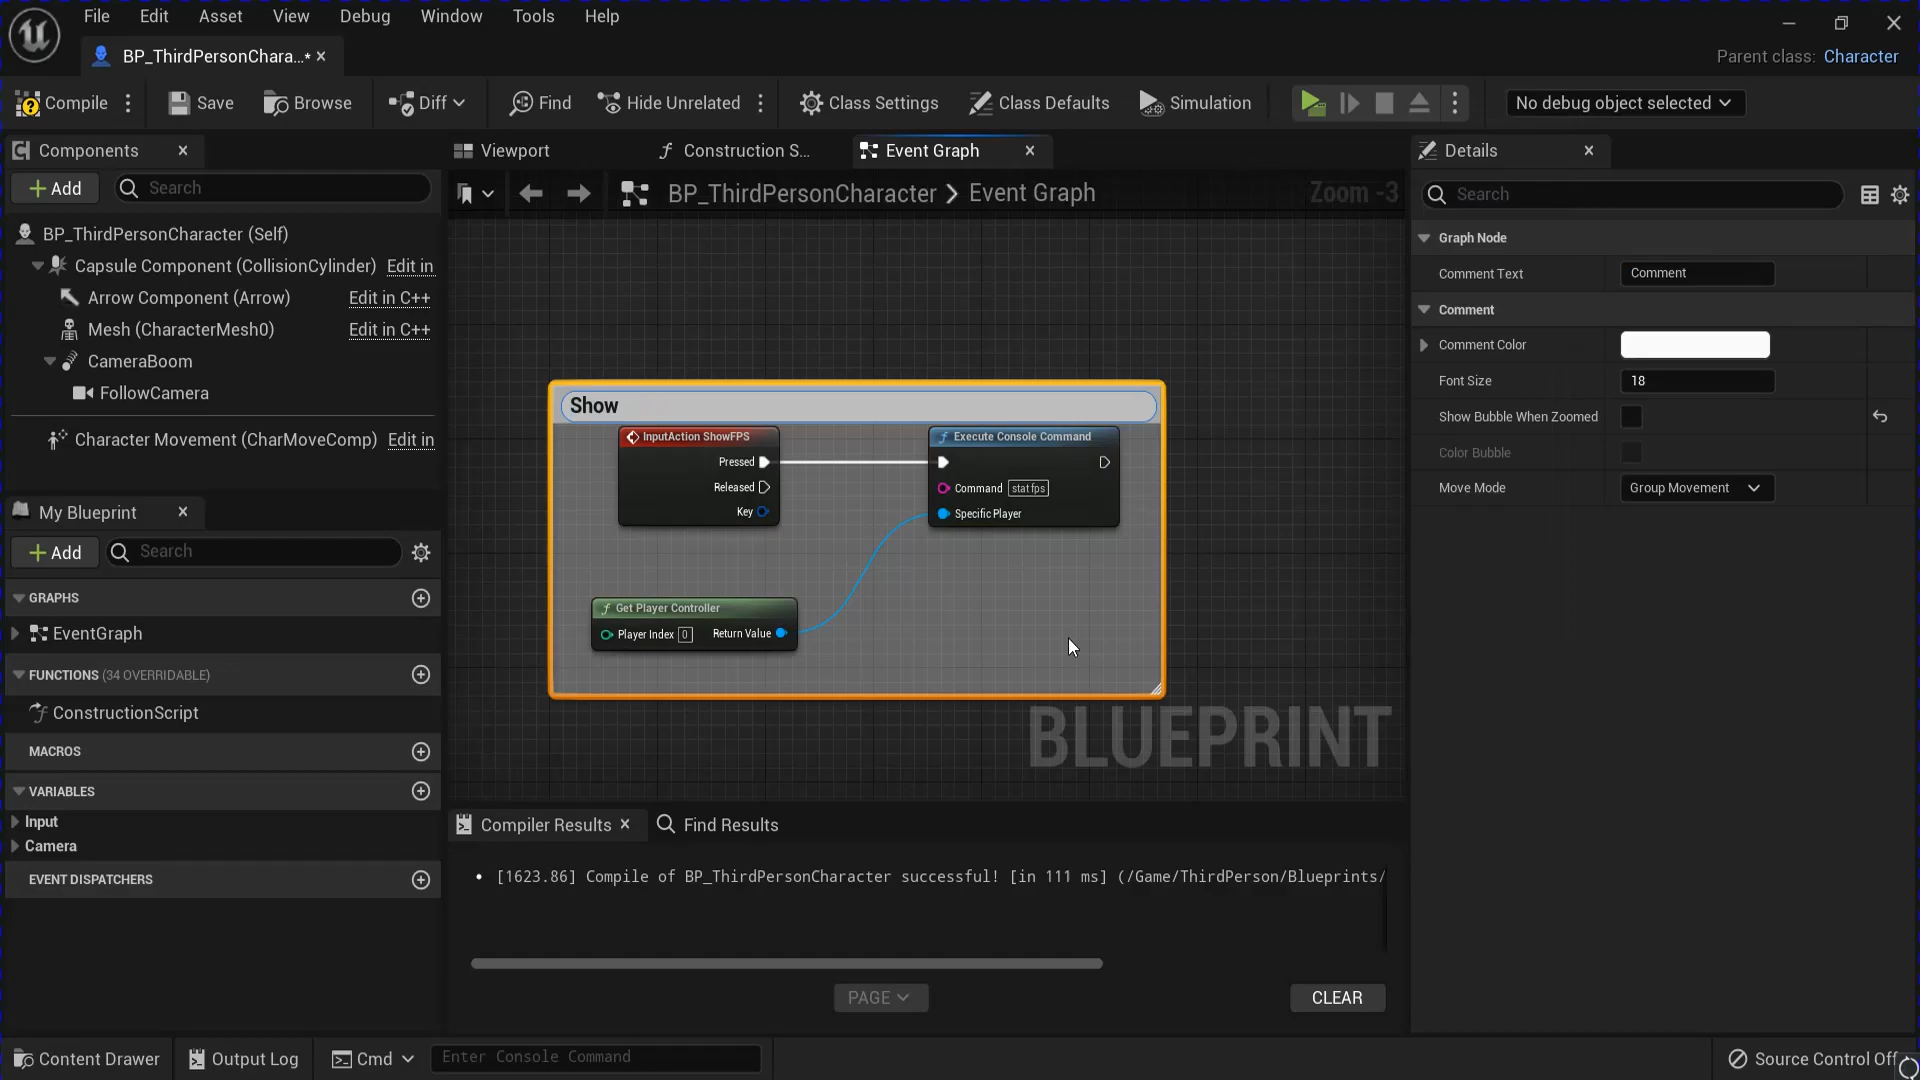 File Edit Asset View Debug Window Tools Help
BP_ThirdPersonChara...*
Parent class: Character
Compile Save Browse Diff Find Hide Unrelated Class Settings Class Defaults Simulation No debug object selected
Components
Add Search
BP_ThirdPersonCharacter (Self)
Capsule Component (CollisionCylinder) Edit in
Arrow Component (Arrow) Edit in C++
Mesh (CharacterMesh0) Edit in C++
CameraBoom
FollowCamera
Character Movement (CharMoveComp) Edit in
My Blueprint
Add Search
GRAPHS
EventGraph
FUNCTIONS (34 OVERRIDABLE)
ConstructionScript
MACROS
VARIABLES
Input
Camera
EVENT DISPATCHERS
Viewport Construction S... Event Graph
BP_ThirdPersonCharacter > Event Graph Zoom -3
Show
InputAction ShowFPS
Pressed
Released
Key
Execute Console Command
Command stat fps
Specific Player
Get Player Controller
Player Index 0 Return Value
BLUEPRINT
Compiler Results Find Results
• [1623.86] Compile of BP_ThirdPersonCharacter successful! [in 111 ms] (/Game/ThirdPerson/Blueprints/
PAGE CLEAR
Details
Search
Graph Node
Comment Text Comment
Comment
Comment Color
Font Size 18
Show Bubble When Zoomed
Color Bubble
Move Mode Group Movement
Content Drawer Output Log Cmd Enter Console Command Source Control Off